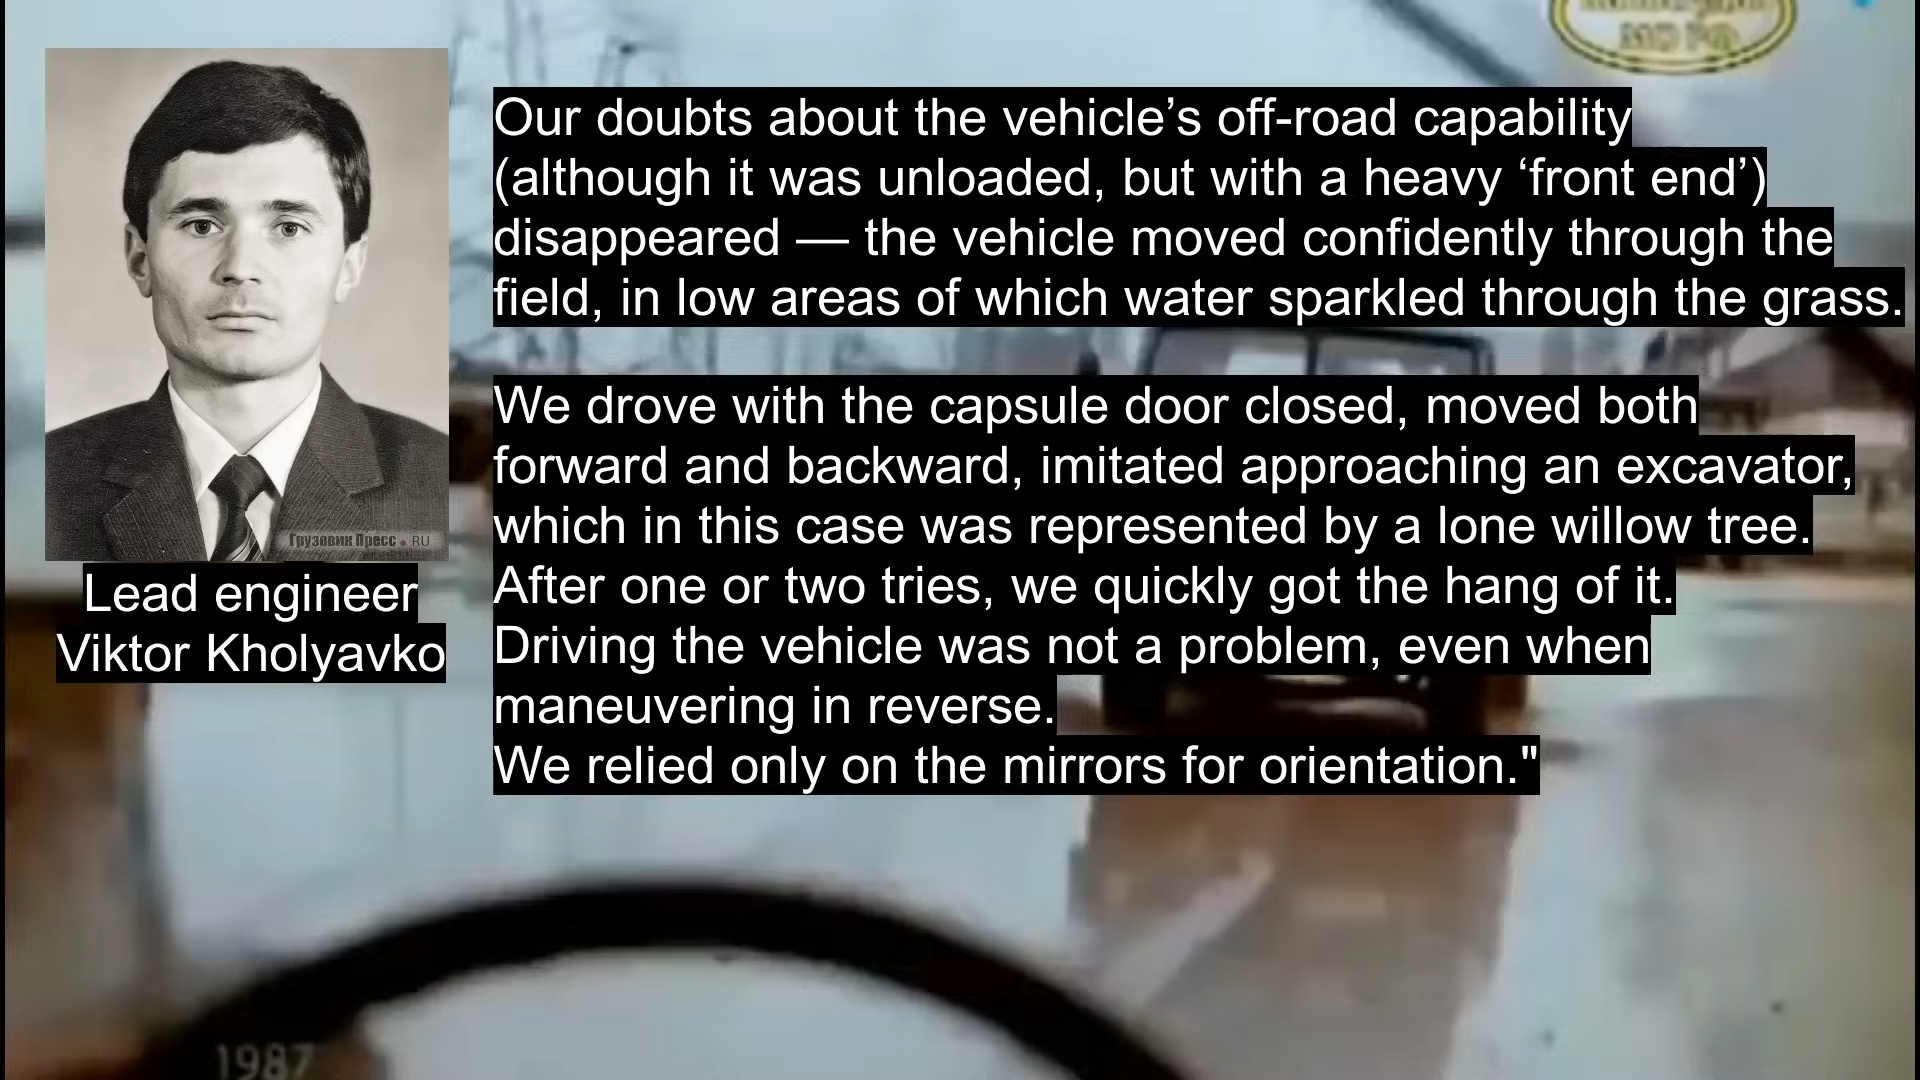 МО РФ
Our doubts about the vehicle’s off-road capability
(although it was unloaded, but with a heavy ‘front end’)
disappeared — the vehicle moved confidently through the
field, in low areas of which water sparkled through the grass.
We drove with the capsule door closed, moved both
forward and backward, imitated approaching an excavator,
which in this case was represented by a lone willow tree.
After one or two tries, we quickly got the hang of it.
Driving the vehicle was not a problem, even when
maneuvering in reverse.
We relied only on the mirrors for orientation."
Грузовик Пресс.RU
Lead engineer
Viktor Kholyavko
1987